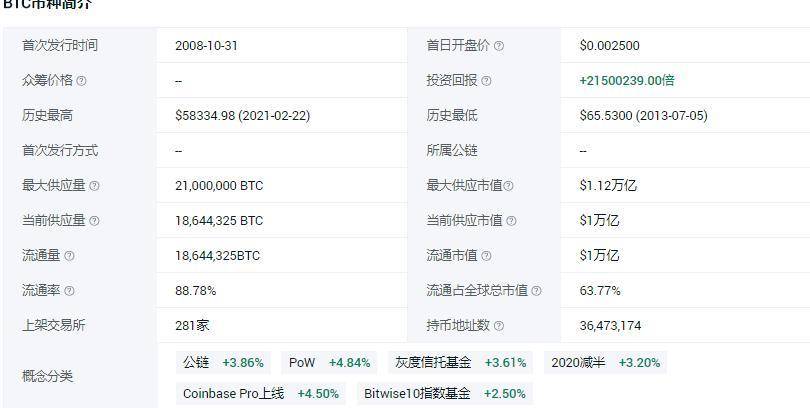 BTC币种简介
首次发行时间 2008-10-31 首日开盘价 $0.002500
众筹价格 -- 投资回报 +21500239.00倍
历史最高 $58334.98 (2021-02-22) 历史最低 $65.5300 (2013-07-05)
首次发行方式 -- 所属公链 --
最大供应量 21,000,000 BTC 最大供应市值 $1.12万亿
当前供应量 18,644,325 BTC 当前供应市值 $1万亿
流通量 18,644,325BTC 流通市值 $1万亿
流通率 88.78% 流通占全球总市值 63.77%
上架交易所 281家 持币地址数 36,473,174
概念分类 公链 +3.86% PoW +4.84% 灰度信托基金 +3.61% 2020减半 +3.20%
Coinbase Pro上线 +4.50% Bitwise10指数基金 +2.50%